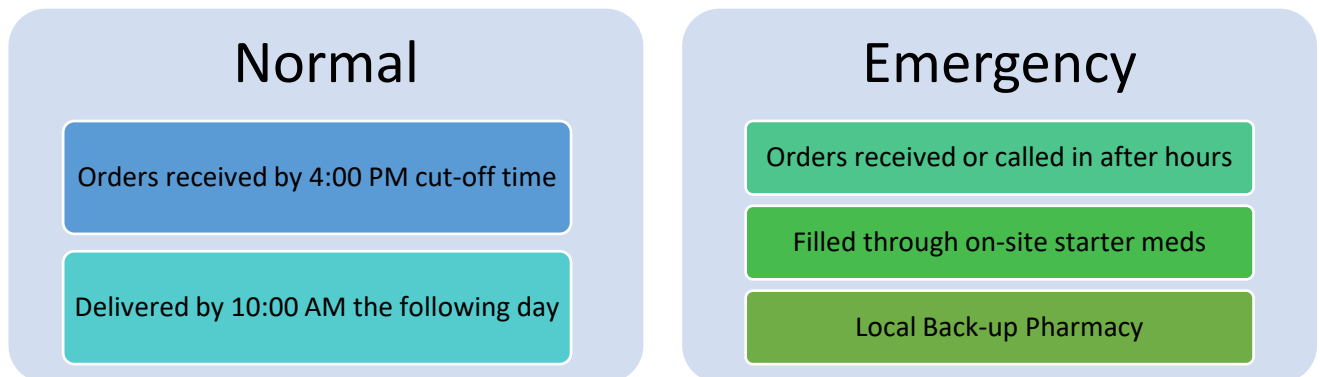 Normal
Orders received by 4:00 PM cut-off time
Delivered by 10:00 AM the following day
Emergency
Orders received or called in after hours
Filled through on-site starter meds
Local Back-up Pharmacy